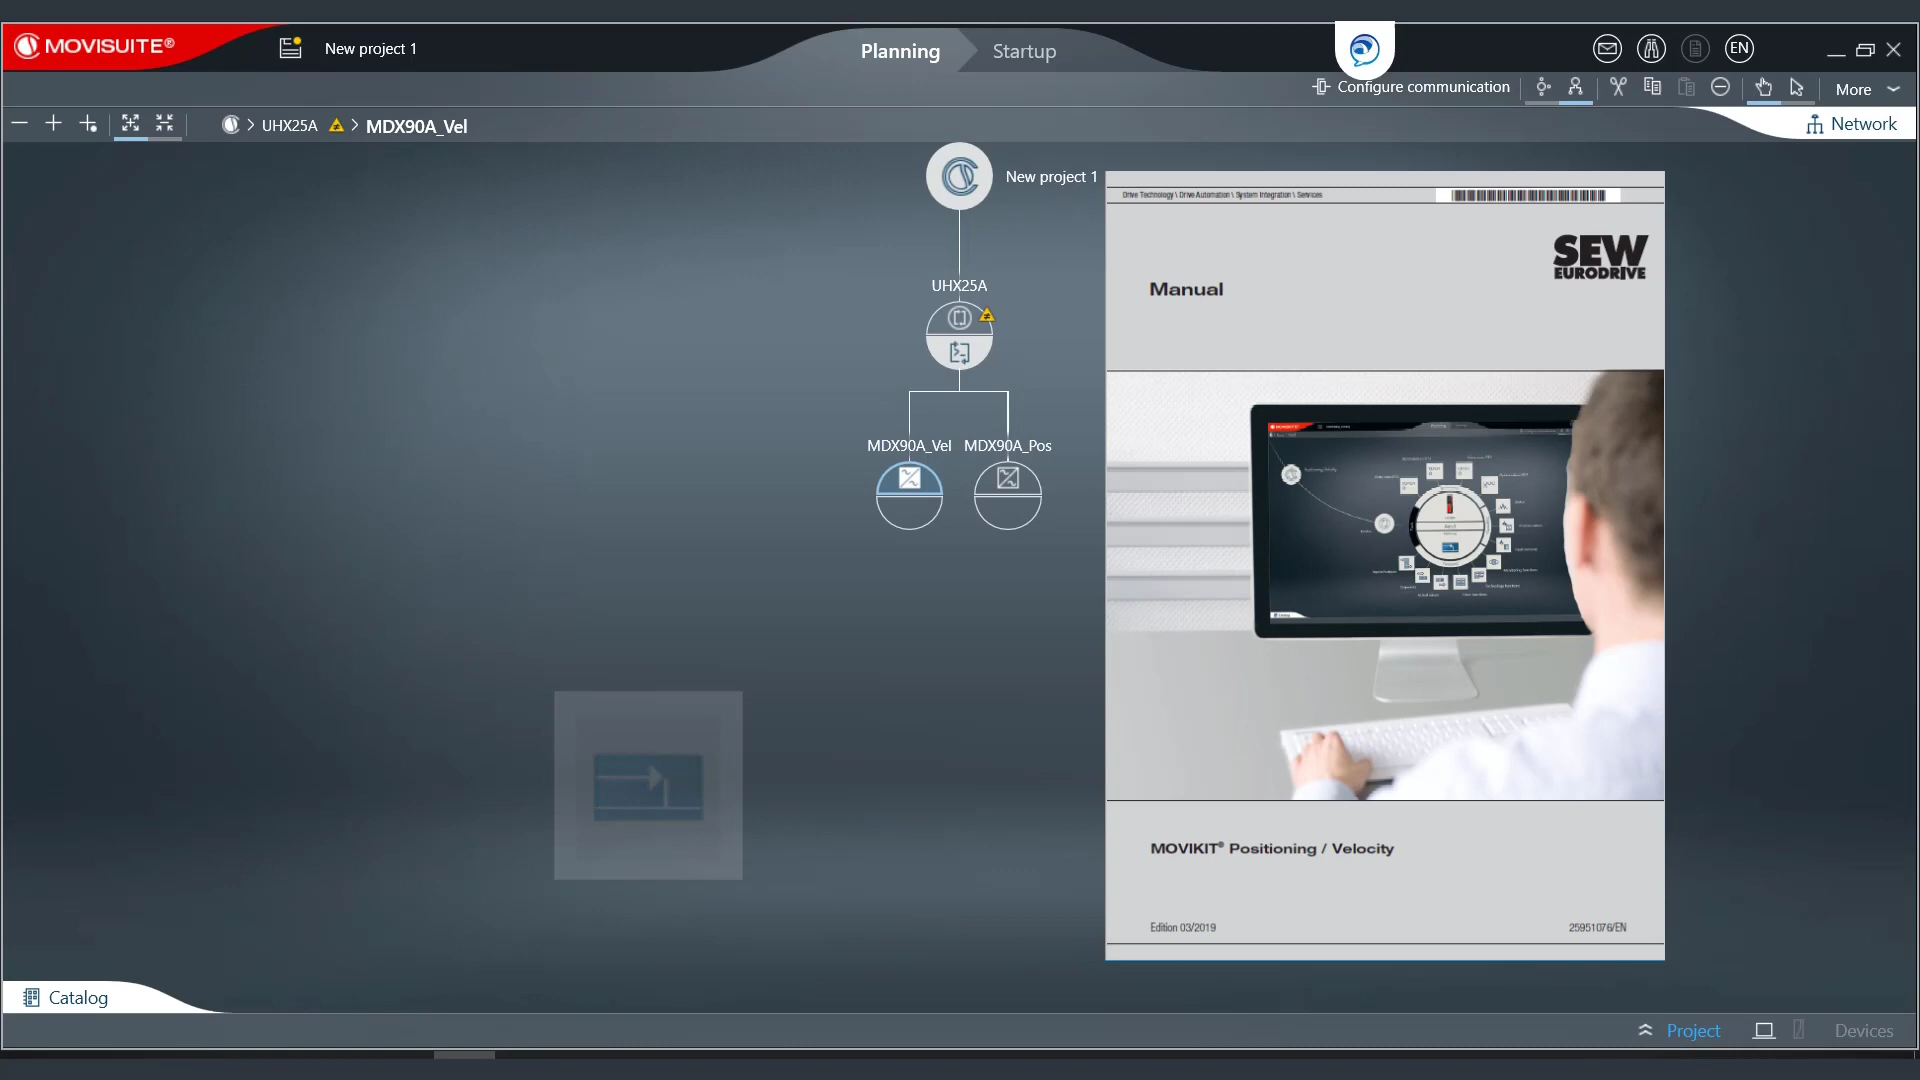 MOVISUITE®
New project 1
Planning
Startup
EN
Configure communication
More
UHX25A
MDX90A_Vel
Network
New project 1
UHX25A
MDX90A_Vel
MDX90A_Pos
Drive Technology \ Drive Automation \ System Integration \ Services
SEW
EURODRIVE
Manual
MOVIKIT® Positioning / Velocity
Edition 03/2019
25951076/EN
Catalog
Project
Devices